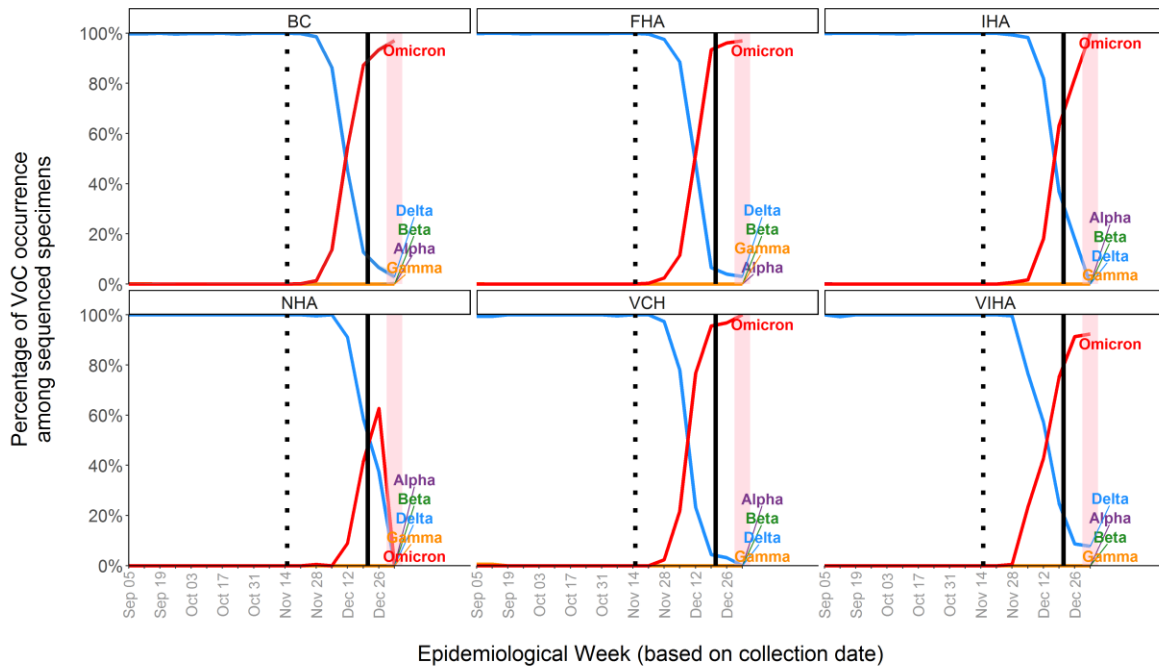 Percentage of VoC occurrence
among sequenced specimens
BC
100%
80%
60%
40%
20%
0%
Omicron
Delta
Beta
Alpha
Gamma
FHA
Omicron
Delta
Beta
Gamma
Alpha
IHA
Omicron
Alpha
Beta
Delta
Gamma
NHA
100%
80%
60%
40%
20%
0%
Alpha
Beta
Delta
Gamma
Omicron
Sep 05
Sep 19
Oct 03
Oct 17
Oct 31
Nov 14
Nov 28
Dec 12
Dec 26
VCH
Omicron
Alpha
Beta
Delta
Gamma
Sep 05
Sep 19
Oct 03
Oct 17
Oct 31
Nov 14
Nov 28
Dec 12
Dec 26
VIHA
Omicron
Delta
Alpha
Beta
Gamma
Sep 05
Sep 19
Oct 03
Oct 17
Oct 31
Nov 14
Nov 28
Dec 12
Dec 26
Epidemiological Week (based on collection date)